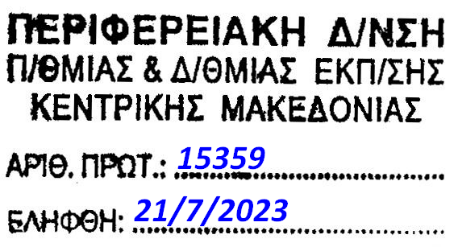 ΠΕΡΙΦΕΡΕΙΑΚΗ Δ/ΝΣΗ
Π/ΘΜΙΑΣ & Δ/ΘΜΙΑΣ ΕΚΠ/ΣΗΣ
ΚΕΝΤΡΙΚΗΣ ΜΑΚΕΔΟΝΙΑΣ
ΑΡΙΘ. ΠΡΩΤ.: 15359
ΕΛΗΦΘΗ: 21/7/2023